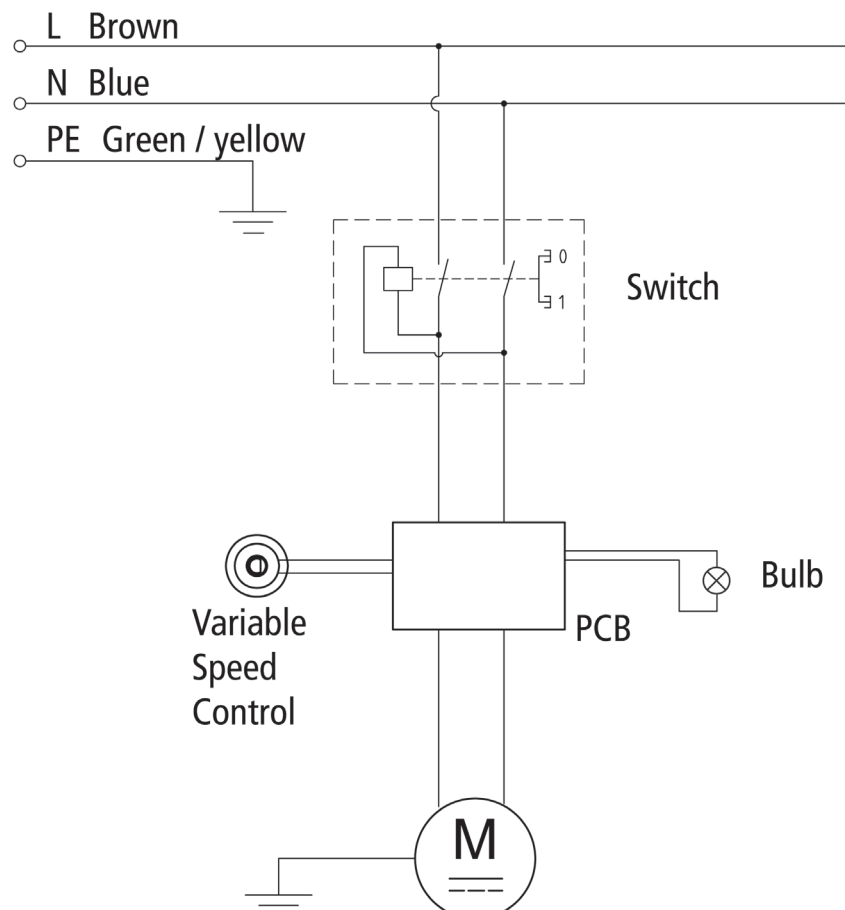 L Brown
N Blue
PE Green / yellow
0
Switch
1
Bulb
Variable
Speed
Control
PCB
M